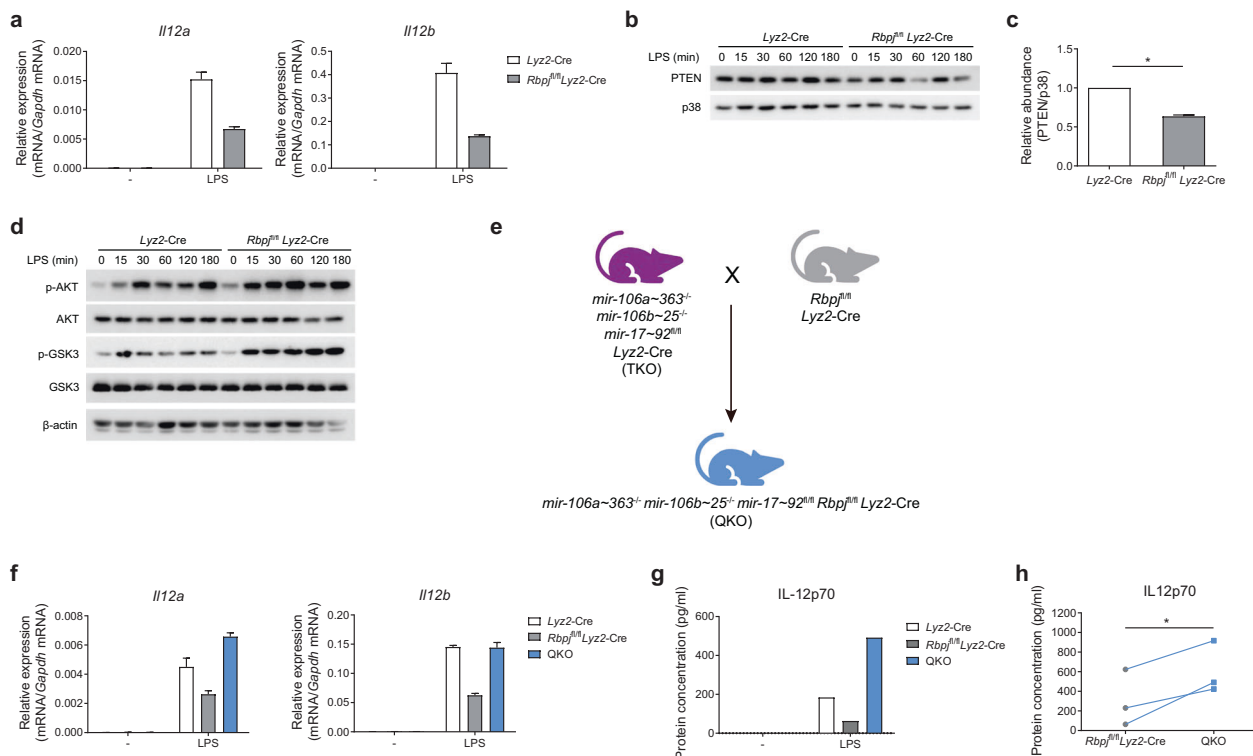 a
Il12a
Relative expression
(mRNA/Gapdh mRNA)
0.020
0.015
0.010
0.005
0.000
-
LPS
Il12b
Relative expression
(mRNA/Gapdh mRNA)
0.5
0.4
0.3
0.2
0.1
0.0
-
LPS
Lyz2-Cre
Rbpjfl/flLyz2-Cre
b
Lyz2-Cre
Rbpjfl/fl Lyz2-Cre
LPS (min) 0 15 30 60 120 180 0 15 30 60 120 180
PTEN
p38
c
Relative abundance
(PTEN/p38)
1.5
1.0
0.5
0.0
*
Lyz2-Cre
Rbpjfl/fl Lyz2-Cre
d
Lyz2-Cre
Rbpjfl/fl Lyz2-Cre
LPS (min) 0 15 30 60 120 180 0 15 30 60 120 180
p-AKT
AKT
p-GSK3
GSK3
β-actin
e
X
mir-106a~363-/-
mir-106b~25-/-
mir-17~92fl/fl
Lyz2-Cre
(TKO)
Rbpjfl/fl
Lyz2-Cre
mir-106a~363-/- mir-106b~25-/- mir-17~92fl/fl Rbpjfl/fl Lyz2-Cre
(QKO)
f
Il12a
Relative expression
(mRNA/Gapdh mRNA)
0.008
0.006
0.004
0.002
0.000
-
LPS
Il12b
Relative expression
(mRNA/Gapdh mRNA)
0.20
0.15
0.10
0.05
0.00
-
LPS
Lyz2-Cre
Rbpjfl/flLyz2-Cre
QKO
g
IL-12p70
Protein concentration (pg/ml)
600
400
200
0
-
LPS
Lyz2-Cre
Rbpjfl/flLyz2-Cre
QKO
h
IL12p70
Protein concentration (pg/ml)
1200
1000
800
600
400
200
0
*
Rbpjfl/flLyz2-Cre
QKO